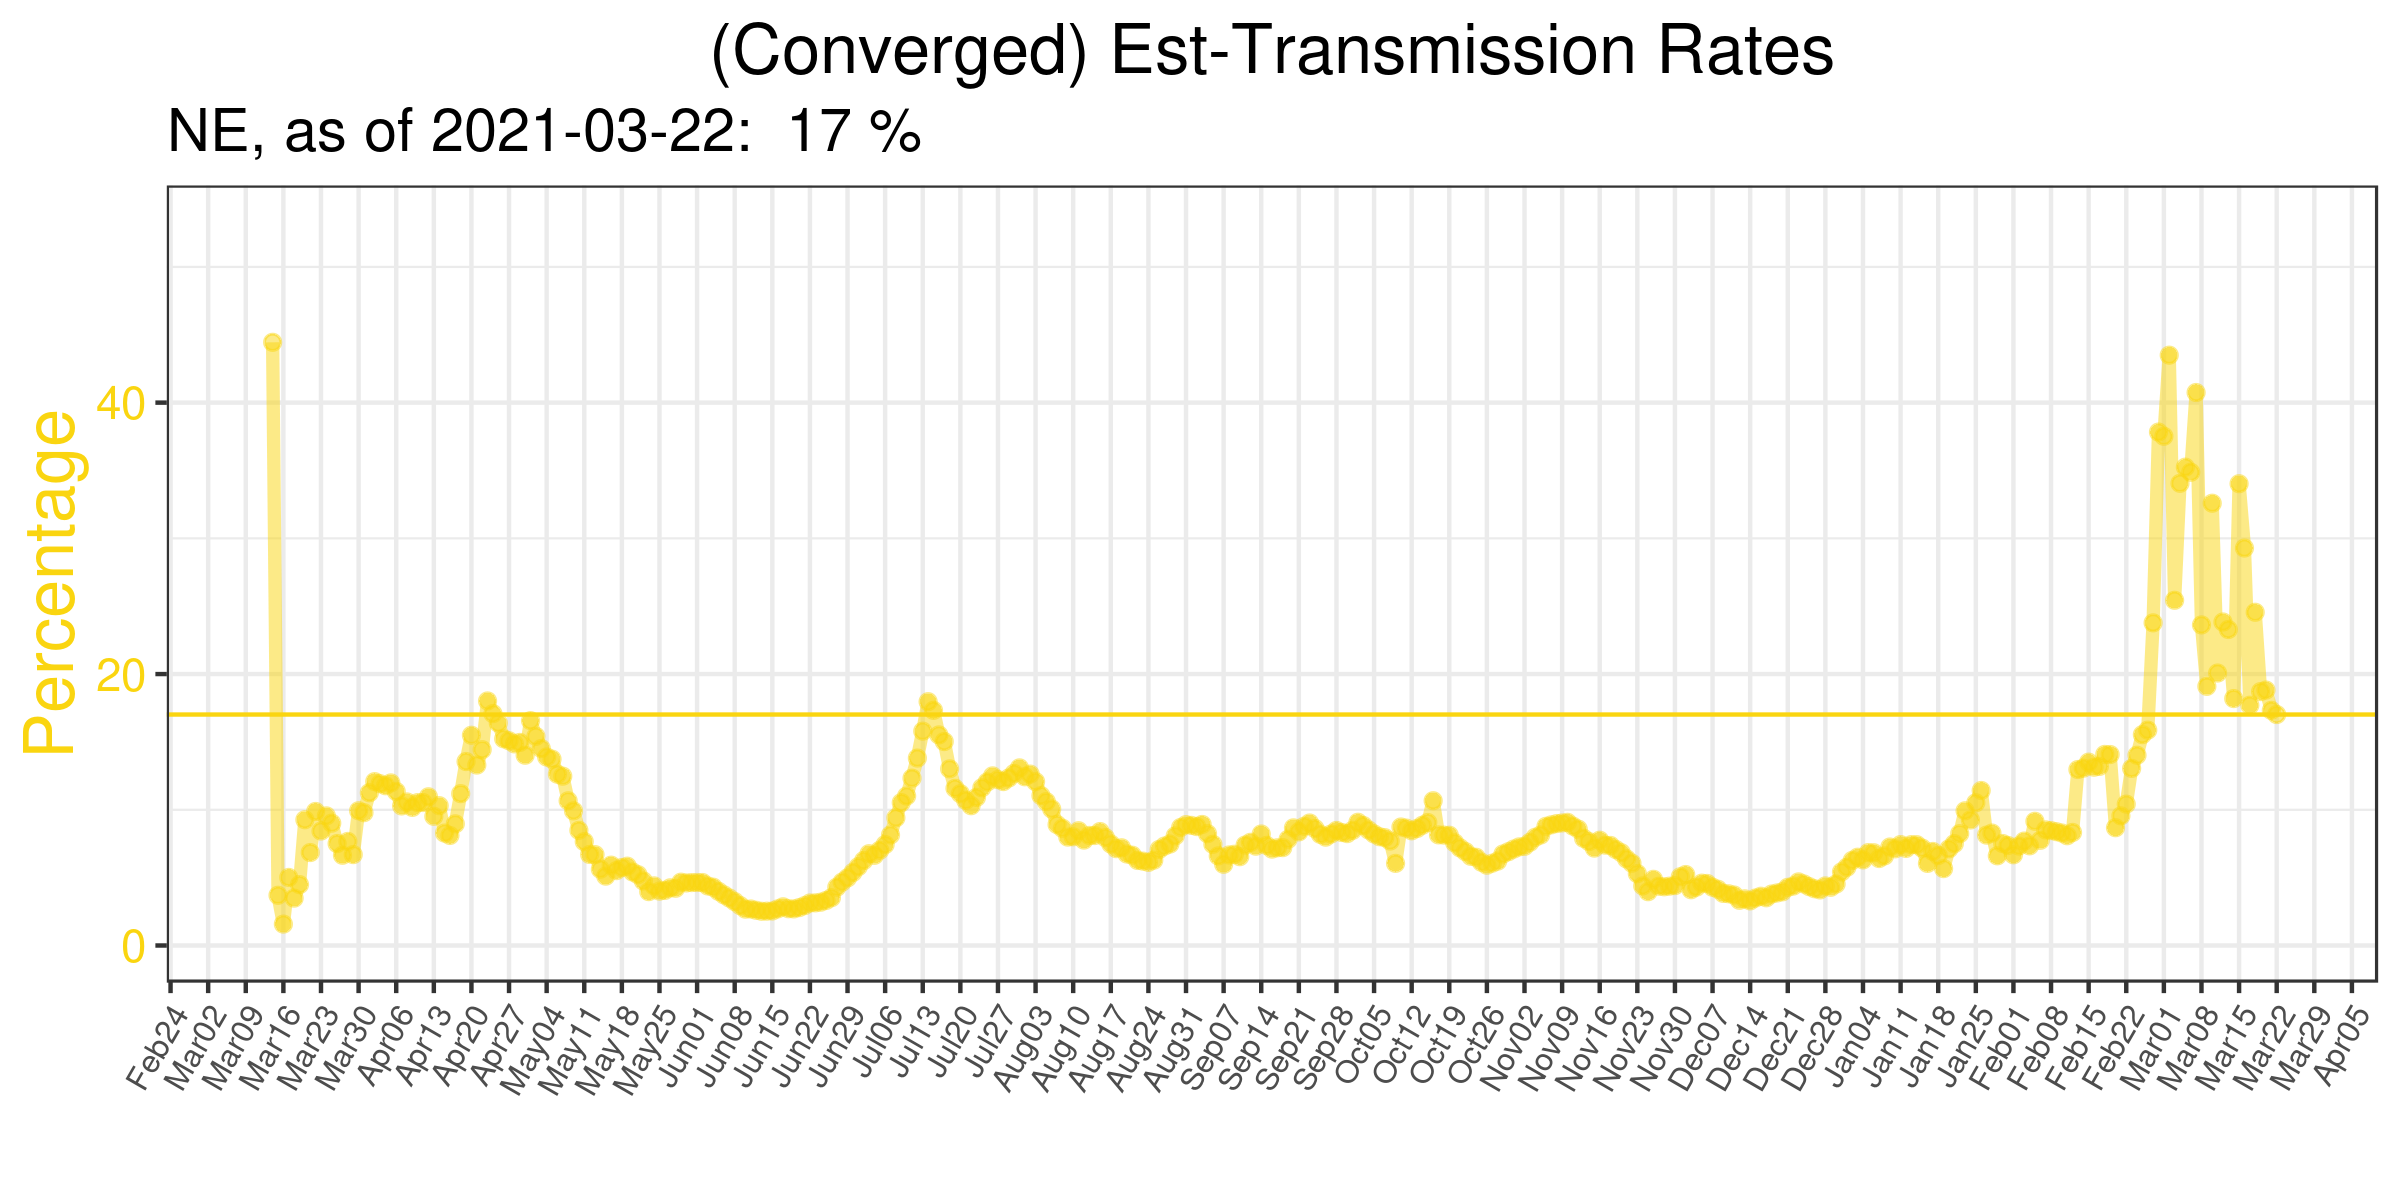 (Converged) Est-Transmission Rates
NE, as of 2021-03-22:  17 %
Percentage
40
20
0
Feb24
Mar02
Mar09
Mar16
Mar23
Mar30
Apr06
Apr13
Apr20
Apr27
May04
May11
May18
May25
Jun01
Jun08
Jun15
Jun22
Jun29
Jul06
Jul13
Jul20
Jul27
Aug03
Aug10
Aug17
Aug24
Aug31
Sep07
Sep14
Sep21
Sep28
Oct05
Oct12
Oct19
Oct26
Nov02
Nov09
Nov16
Nov23
Nov30
Dec07
Dec14
Dec21
Dec28
Jan04
Jan11
Jan18
Jan25
Feb01
Feb08
Feb15
Feb22
Mar01
Mar08
Mar15
Mar22
Mar29
Apr05